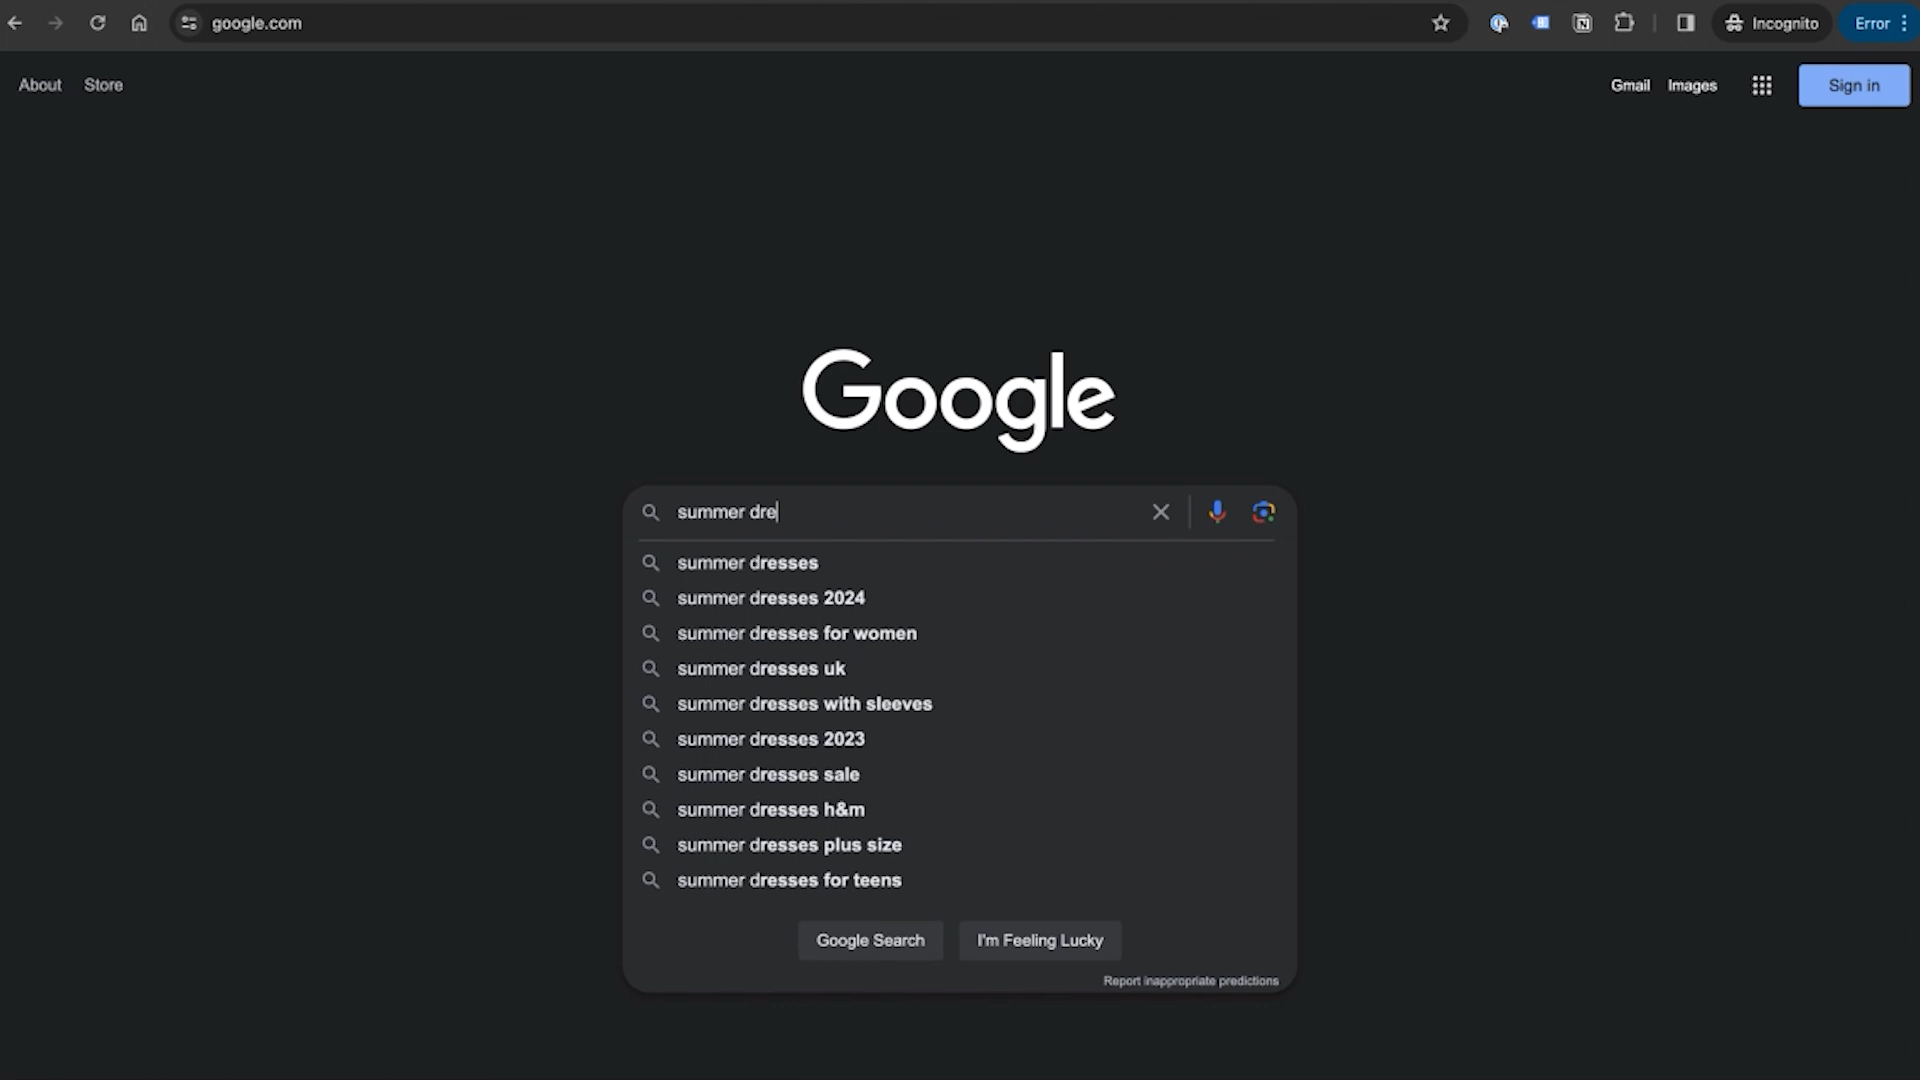 google.com
Incognito
Error
About Store
Gmail Images
Sign in
Google
summer dre
summer dresses
summer dresses 2024
summer dresses for women
summer dresses uk
summer dresses with sleeves
summer dresses 2023
summer dresses sale
summer dresses h&m
summer dresses plus size
summer dresses for teens
Google Search
I'm Feeling Lucky
Report inappropriate predictions